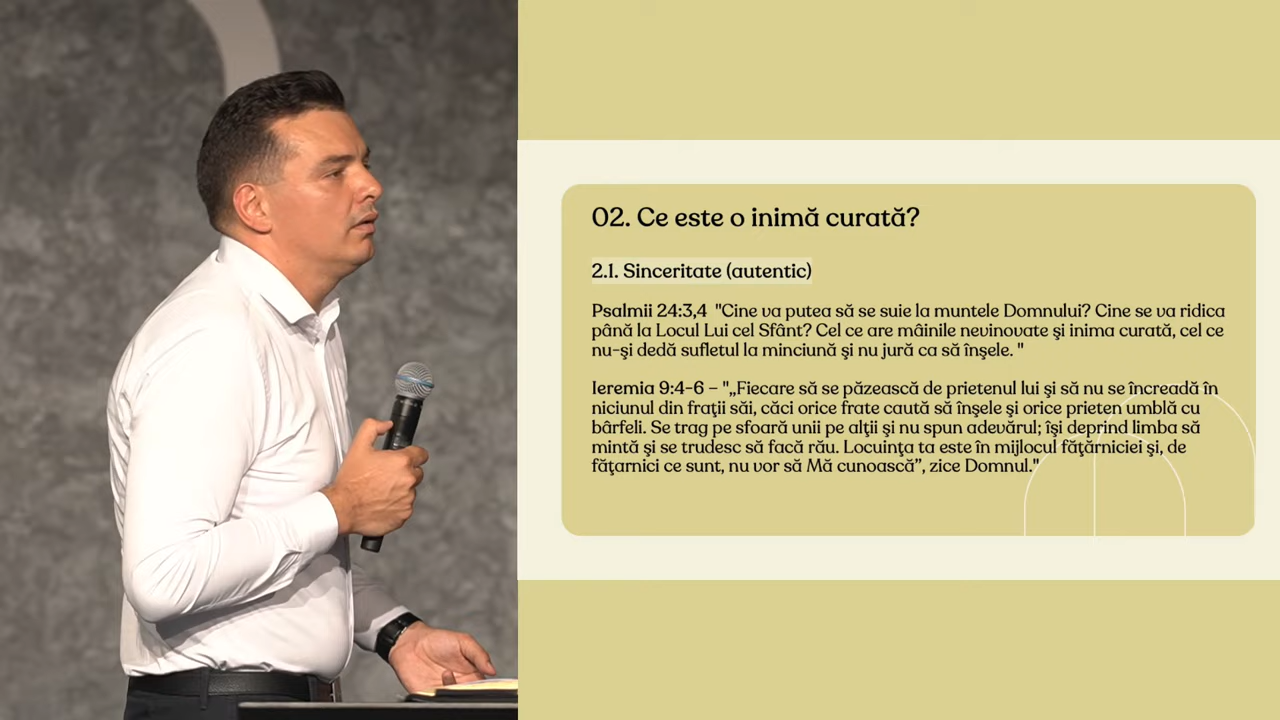 02. Ce este o inimă curată?
2.1. Sinceritate (autentic)
Psalmii 24:3,4 "Cine va putea să se suie la muntele Domnului? Cine se va ridica
până la Locul Lui cel Sfânt? Cel ce are mâinile nevinovate şi inima curată, cel ce
nu-şi dedă sufletul la minciună şi nu jură ca să înşele. "
Ieremia 9:4-6 – "„Fiecare să se păzească de prietenul lui şi să nu se încreadă în
niciunul din fraţii săi, căci orice frate caută să înşele şi orice prieten umblă cu
bârfeli. Se trag pe sfoară unii pe alţii şi nu spun adevărul; îşi deprind limba să
mintă şi se trudesc să facă rău. Locuinţa ta este în mijlocul făţărniciei şi, de
făţarnici ce sunt, nu vor să Mă cunoască”, zice Domnul."